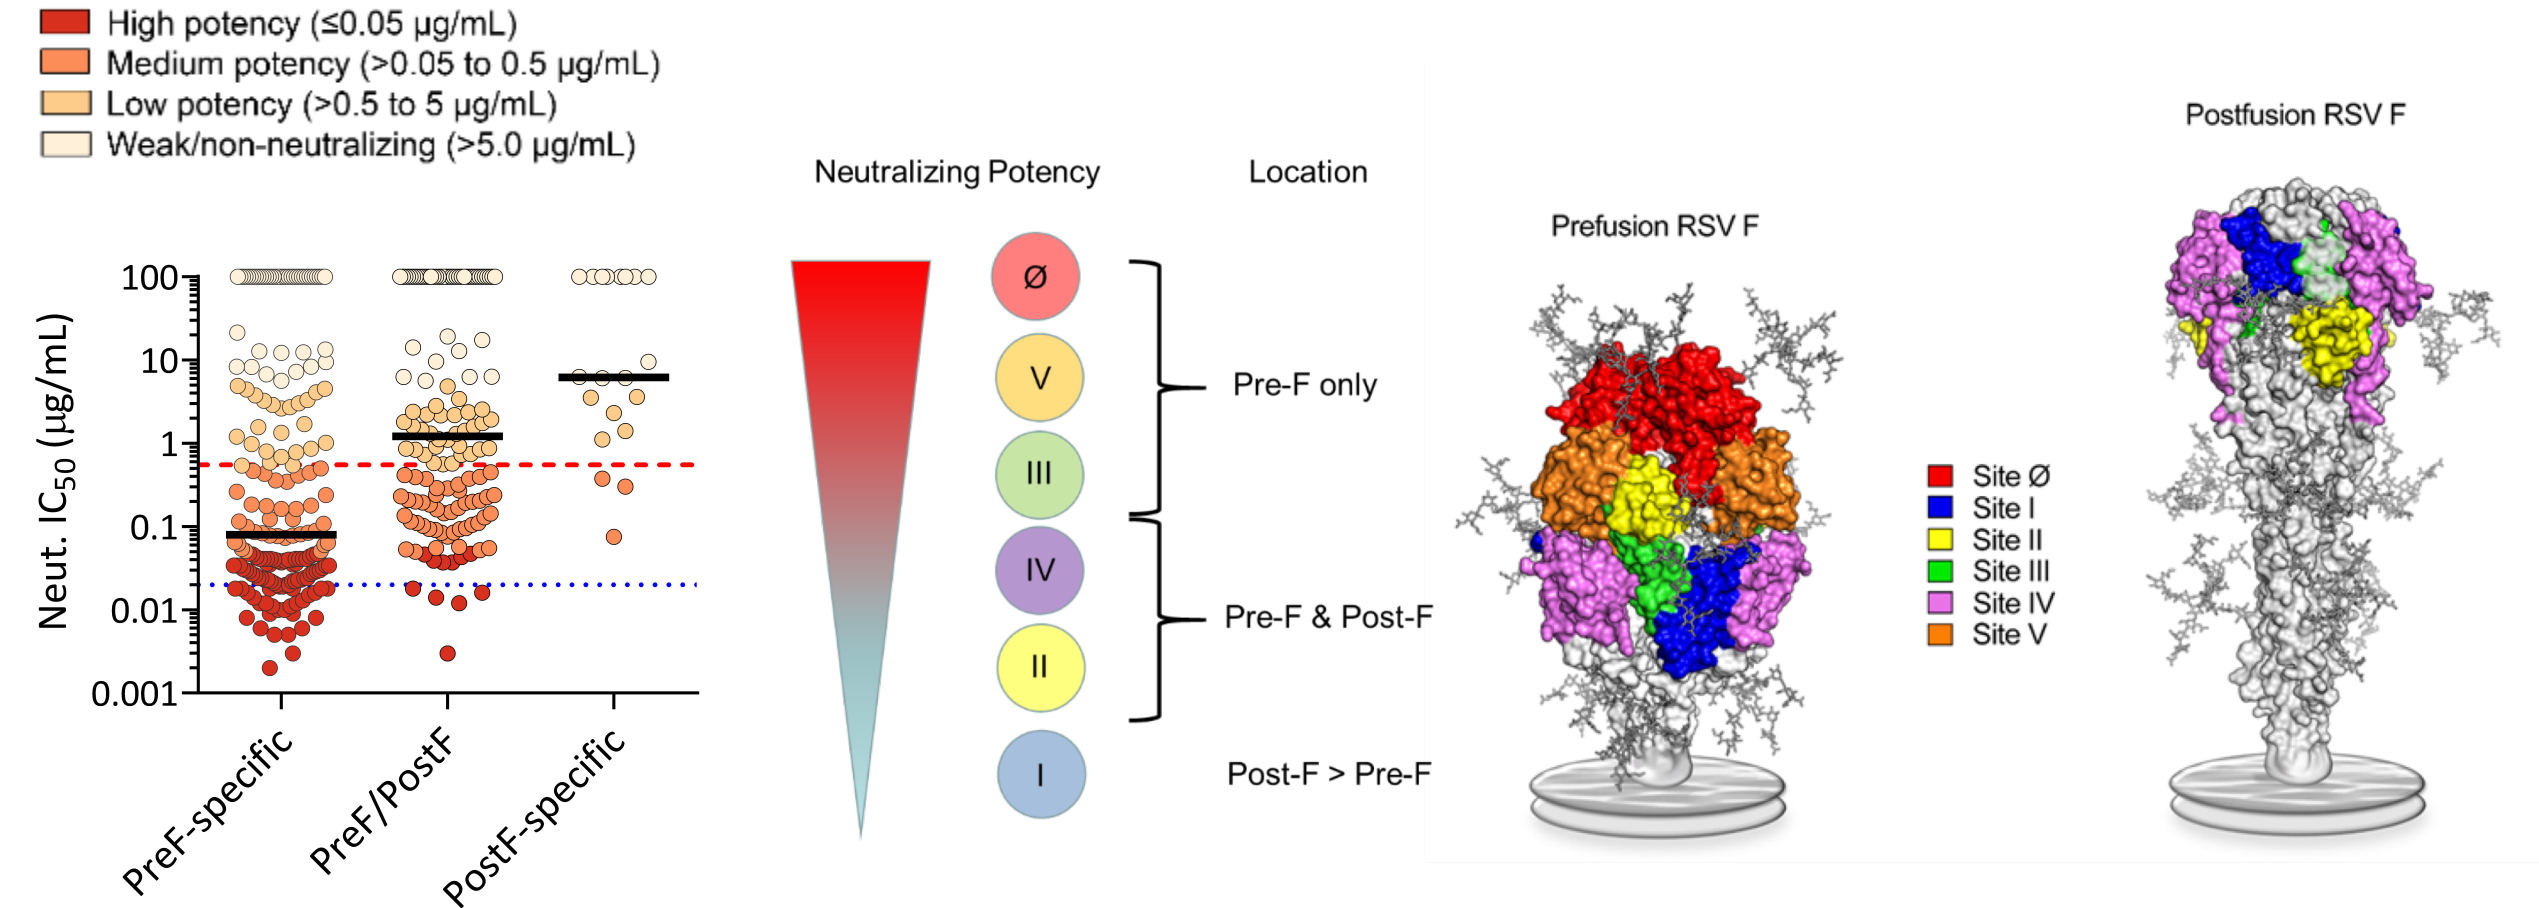 High potency (≤0.05 µg/mL)
Medium potency (>0.05 to 0.5 µg/mL)
Low potency (>0.5 to 5 µg/mL)
Weak/non-neutralizing (>5.0 µg/mL)
Neut. IC50 (µg/mL)
100
10
1
0.1
0.01
0.001
PreF-specific
PreF/PostF
PostF-specific
Neutralizing Potency
Location
Ø
V
III
IV
II
I
Pre-F only
Pre-F & Post-F
Post-F > Pre-F
Prefusion RSV F
Site Ø
Site I
Site II
Site III
Site IV
Site V
Postfusion RSV F